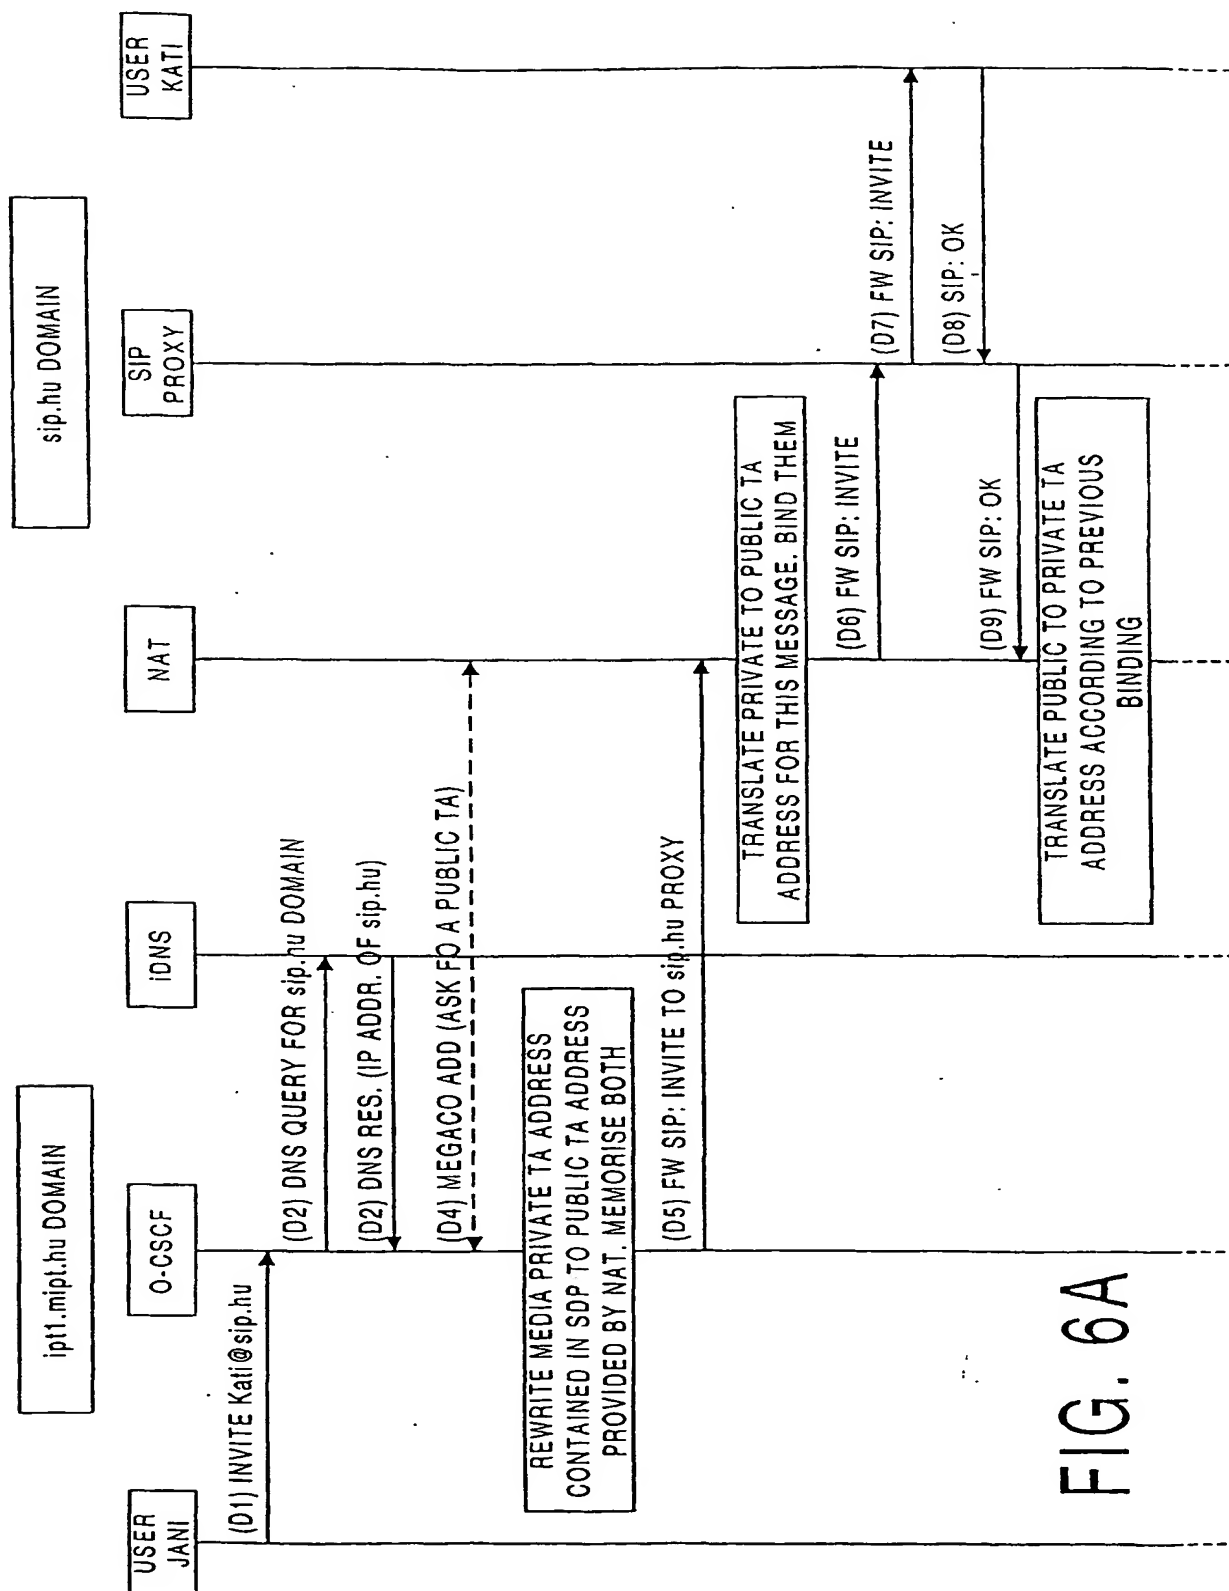 ipt1.mipt.hu DOMAIN
sip.hu DOMAIN
USER
JANI
O-CSCF
iDNS
NAT
SIP
PROXY
USER
KATI
(D1) INVITE Kati@sip.hu
(D2) DNS QUERY FOR sip.hu DOMAIN
(D2) DNS RES. (IP ADDR. OF sip.hu)
(D4) MEGACO ADD (ASK FO A PUBLIC TA)
REWRITE MEDIA PRIVATE TA ADDRESS
CONTAINED IN SDP TO PUBLIC TA ADDRESS
PROVIDED BY NAT. MEMORISE BOTH
(D5) FW SIP: INVITE TO sip.hu PROXY
TRANSLATE PRIVATE TO PUBLIC TA
ADDRESS FOR THIS MESSAGE. BIND THEM
(D6) FW SIP: INVITE
(D7) FW SIP: INVITE
(D8) SIP: OK
(D9) FW SIP: OK
TRANSLATE PUBLIC TO PRIVATE TA
ADDRESS ACCORDING TO PREVIOUS
BINDING
FIG. 6A